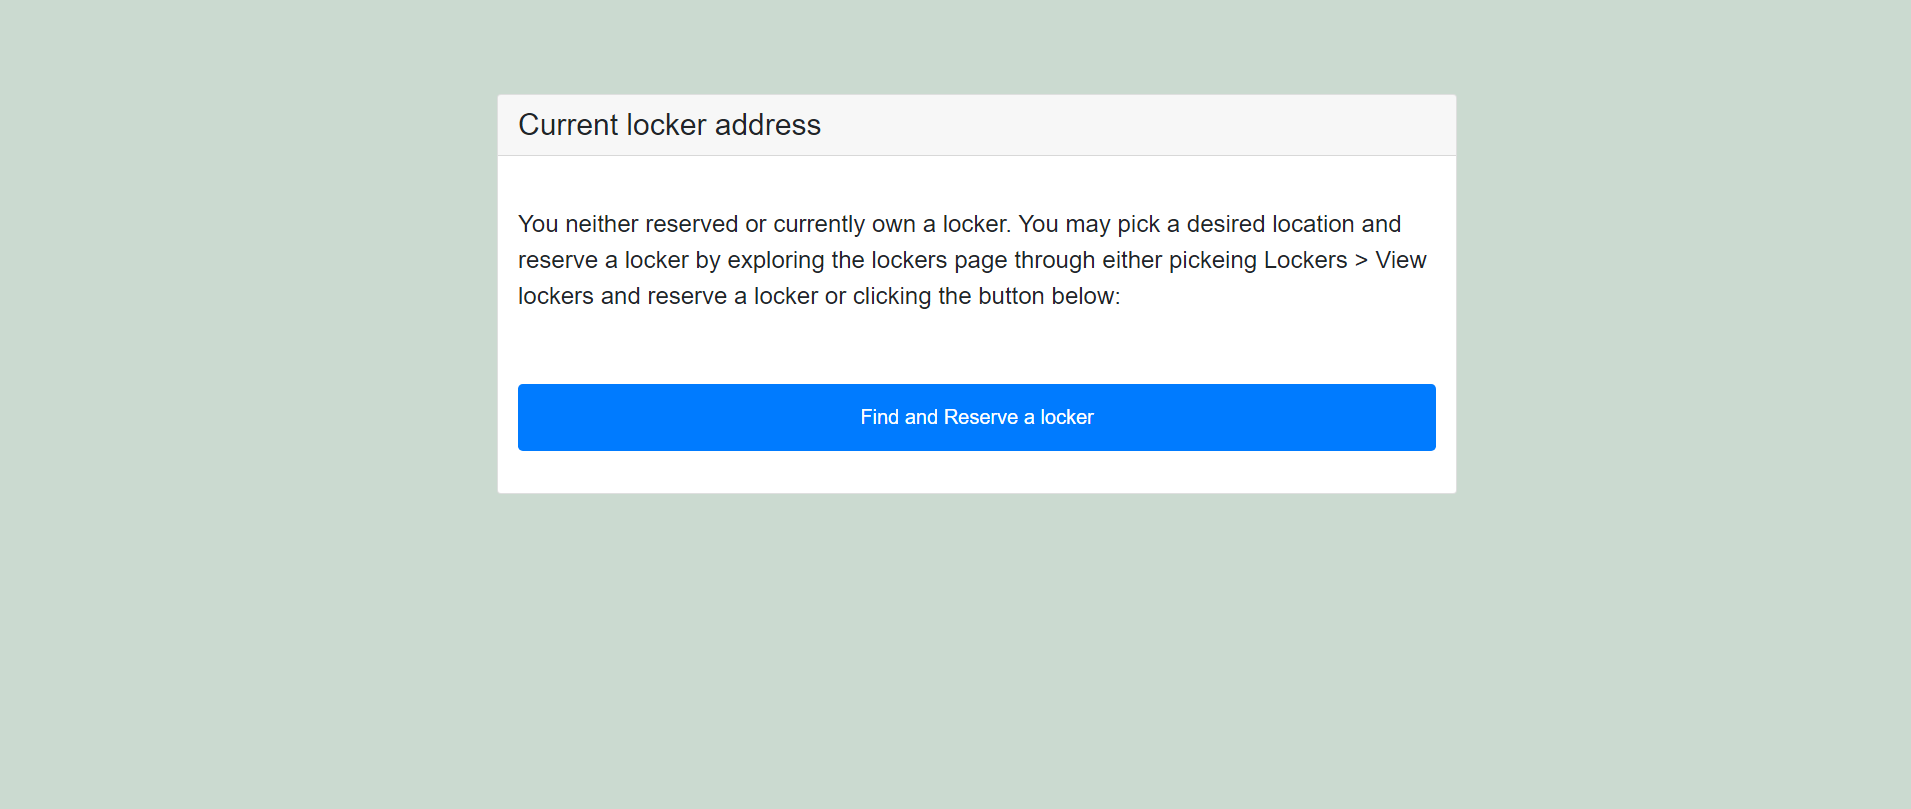 Current locker address
You neither reserved or currently own a locker. You may pick a desired location and
reserve a locker by exploring the lockers page through either pickeing Lockers > View
lockers and reserve a locker or clicking the button below:
Find and Reserve a locker